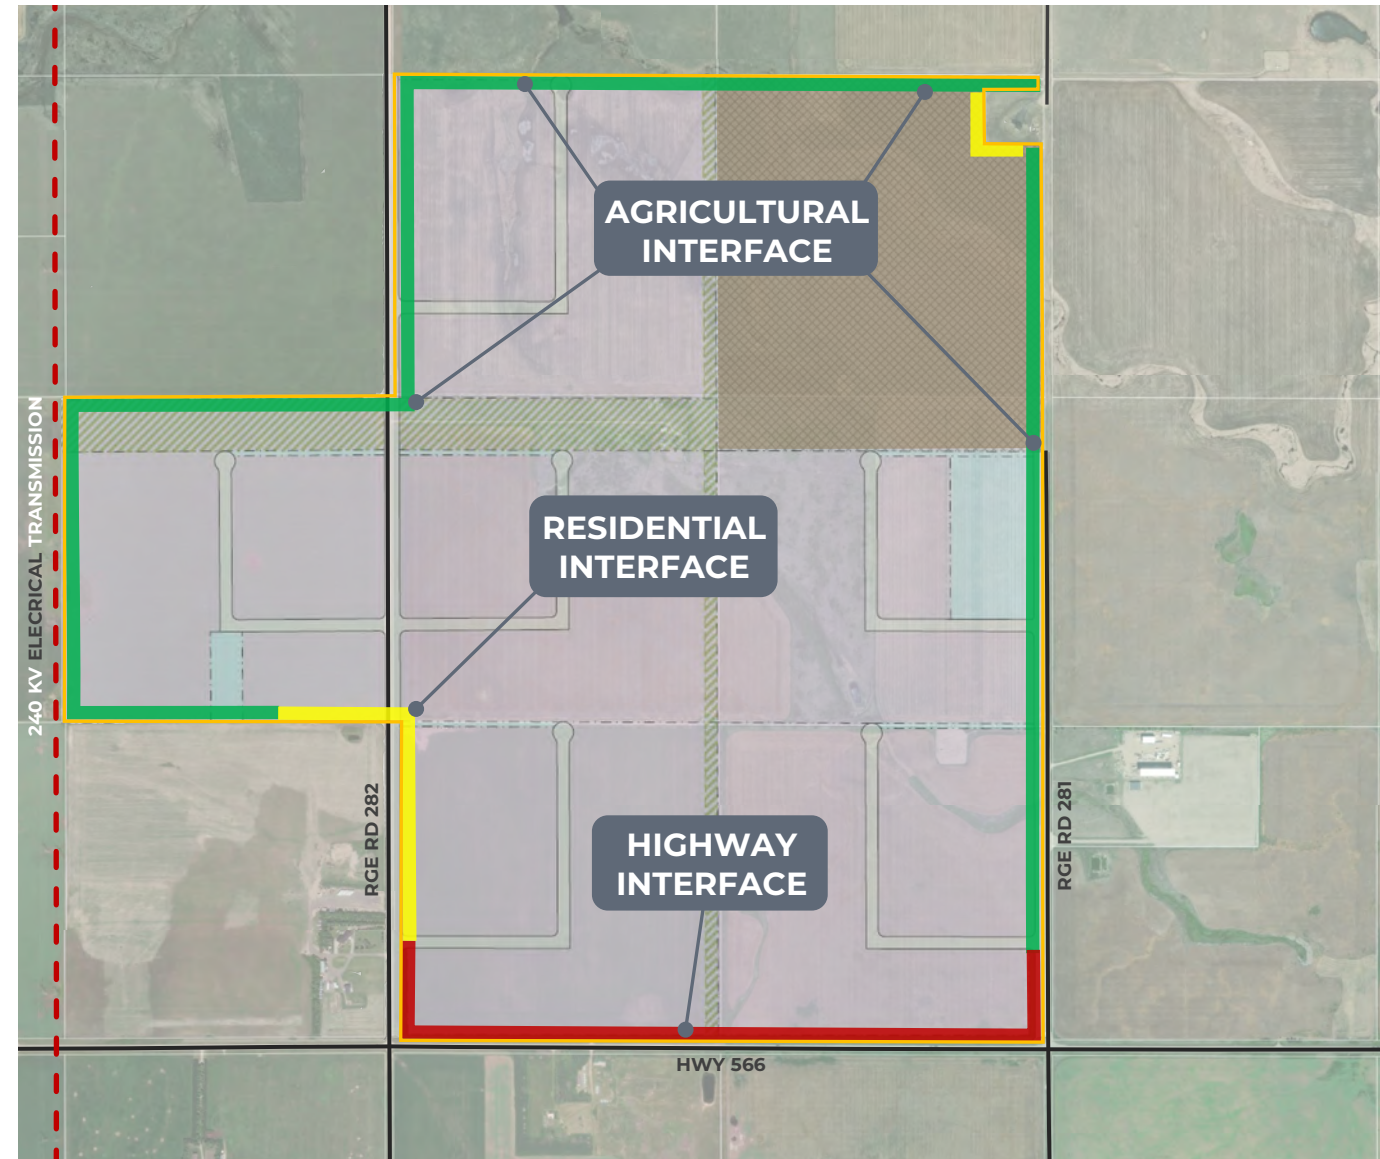 AGRICULTURAL
INTERFACE
RESIDENTIAL
INTERFACE
240 KV ELECRICAL TRANSMISSION
RGE RD 282
RGE RD 281
HIGHWAY
INTERFACE
HWY 566